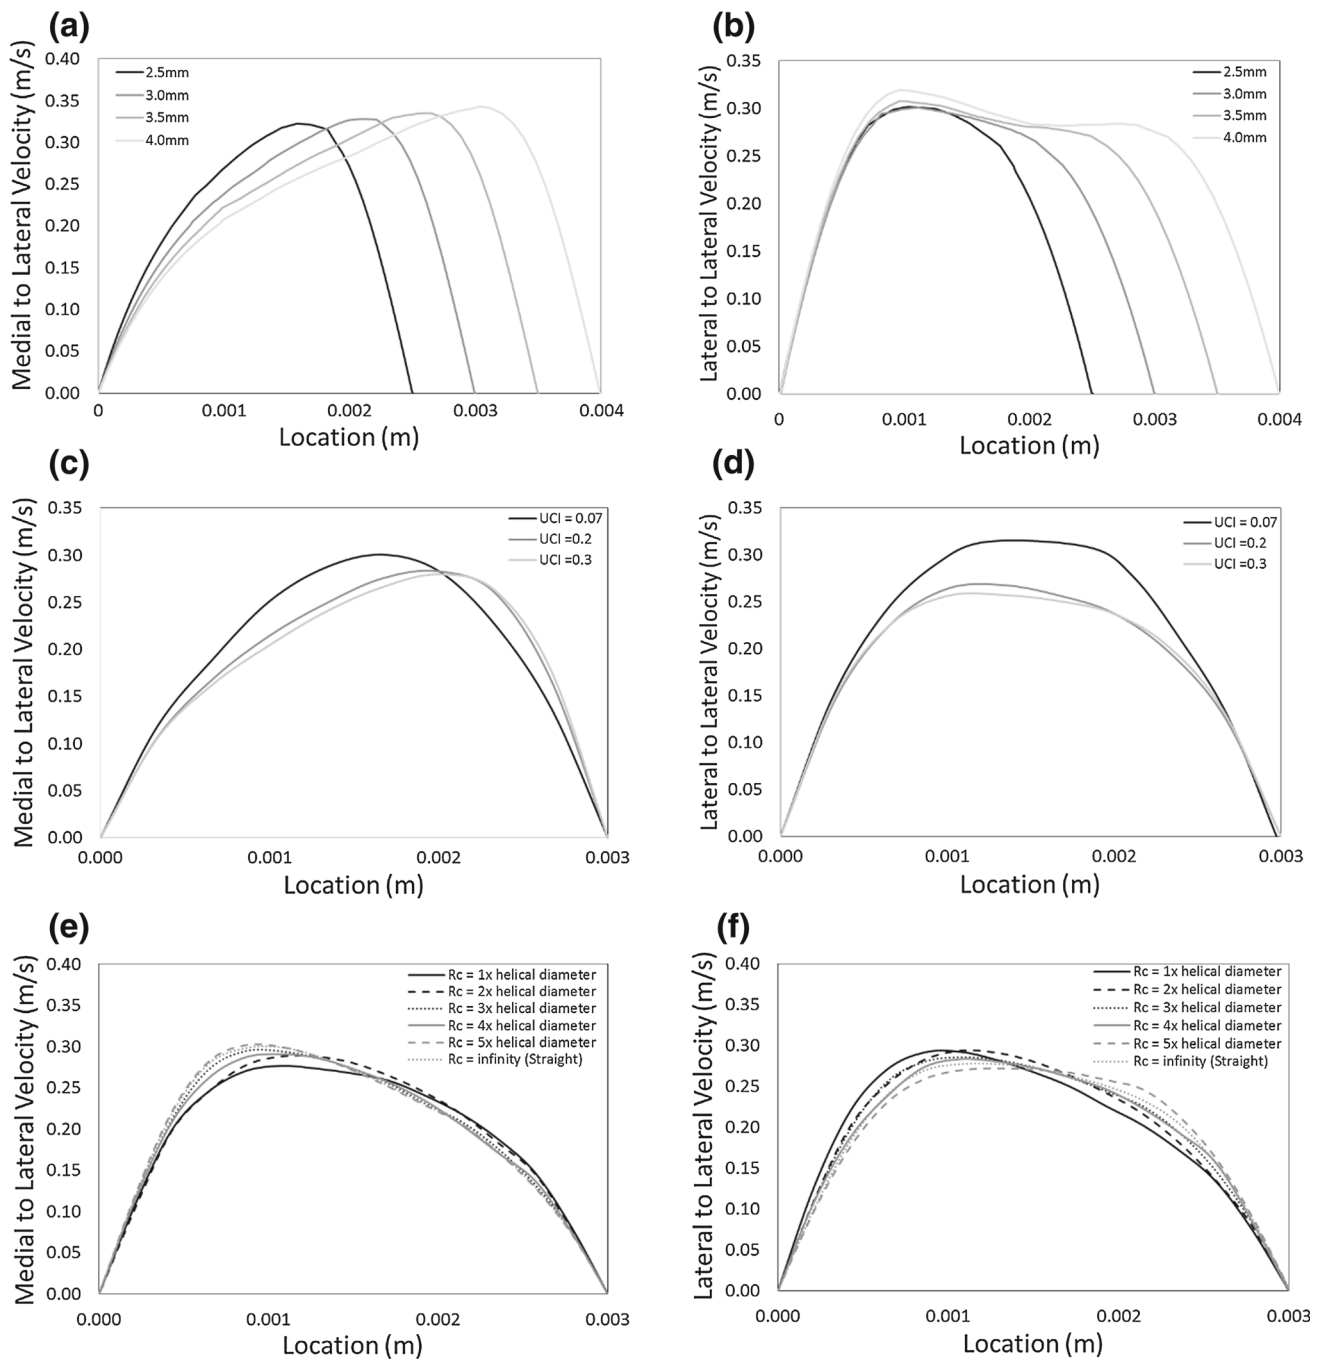 (a)
Medial to Lateral Velocity (m/s)
0.40
0.35
0.30
0.25
0.20
0.15
0.10
0.05
0.00
2.5mm
3.0mm
3.5mm
4.0mm
0 0.001 0.002 0.003 0.004
Location (m)
(b)
Lateral to Lateral Velocity (m/s)
0.35
0.30
0.25
0.20
0.15
0.10
0.05
0.00
2.5mm
3.0mm
3.5mm
4.0mm
0 0.001 0.002 0.003 0.004
Location (m)
(c)
Medial to Lateral Velocity (m/s)
0.35
0.30
0.25
0.20
0.15
0.10
0.05
0.00
UCI = 0.07
UCI =0.2
UCI =0.3
0.000 0.001 0.002 0.003
Location (m)
(d)
Lateral to Lateral Velocity (m/s)
0.35
0.30
0.25
0.20
0.15
0.10
0.05
0.00
UCI = 0.07
UCI =0.2
UCI =0.3
0.000 0.001 0.002 0.003
Location (m)
(e)
Medial to Lateral Velocity (m/s)
0.40
0.35
0.30
0.25
0.20
0.15
0.10
0.05
0.00
Rc = 1x helical diameter
Rc = 2x helical diameter
Rc = 3x helical diameter
Rc = 4x helical diameter
Rc = 5x helical diameter
Rc = infinity (Straight)
0.000 0.001 0.002 0.003
Location (m)
(f)
Lateral to Lateral Velocity (m/s)
0.40
0.35
0.30
0.25
0.20
0.15
0.10
0.05
0.00
Rc = 1x helical diameter
Rc = 2x helical diameter
Rc = 3x helical diameter
Rc = 4x helical diameter
Rc = 5x helical diameter
Rc = infinity (Straight)
0.000 0.001 0.002 0.003
Location (m)